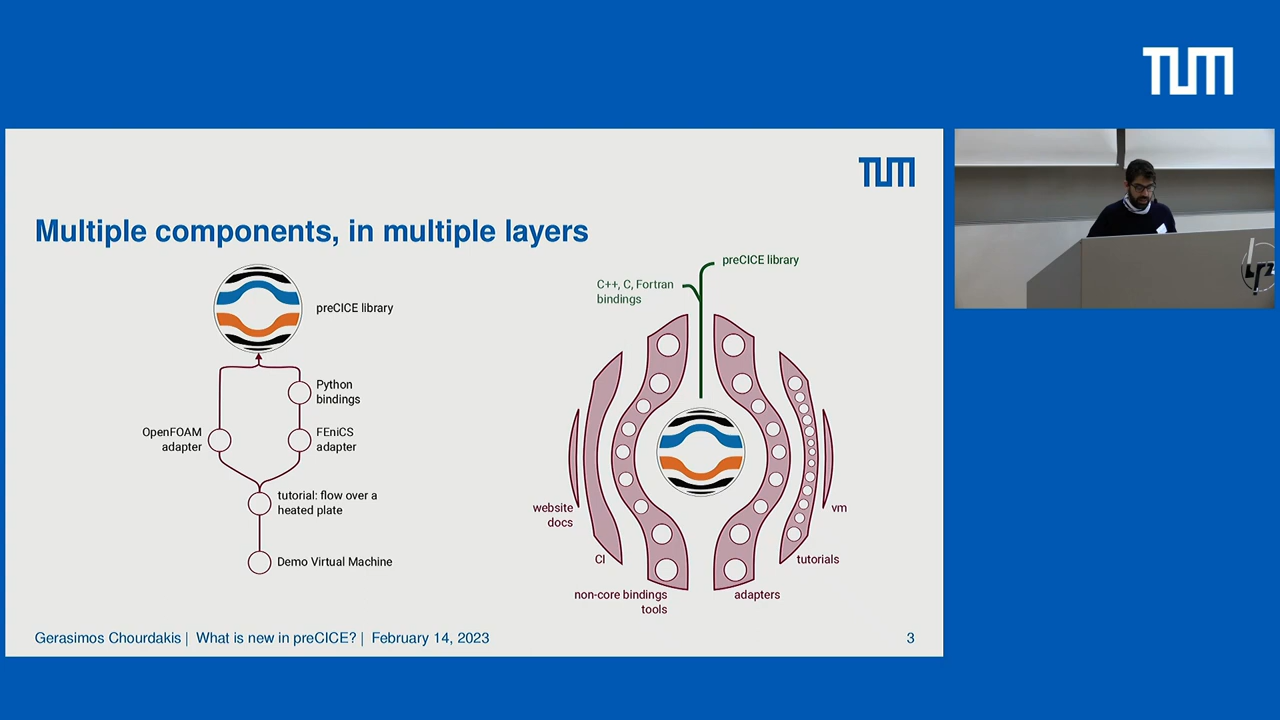 TUM
TUM
Multiple components, in multiple layers
preCICE library
Python
bindings
OpenFOAM
adapter
FEniCS
adapter
tutorial: flow over a
heated plate
Demo Virtual Machine
preCICE library
C++, C, Fortran
bindings
website
docs
vm
CI
tutorials
non-core bindings
tools
adapters
Gerasimos Chourdakis | What is new in preCICE? | February 14, 2023
3
lrz